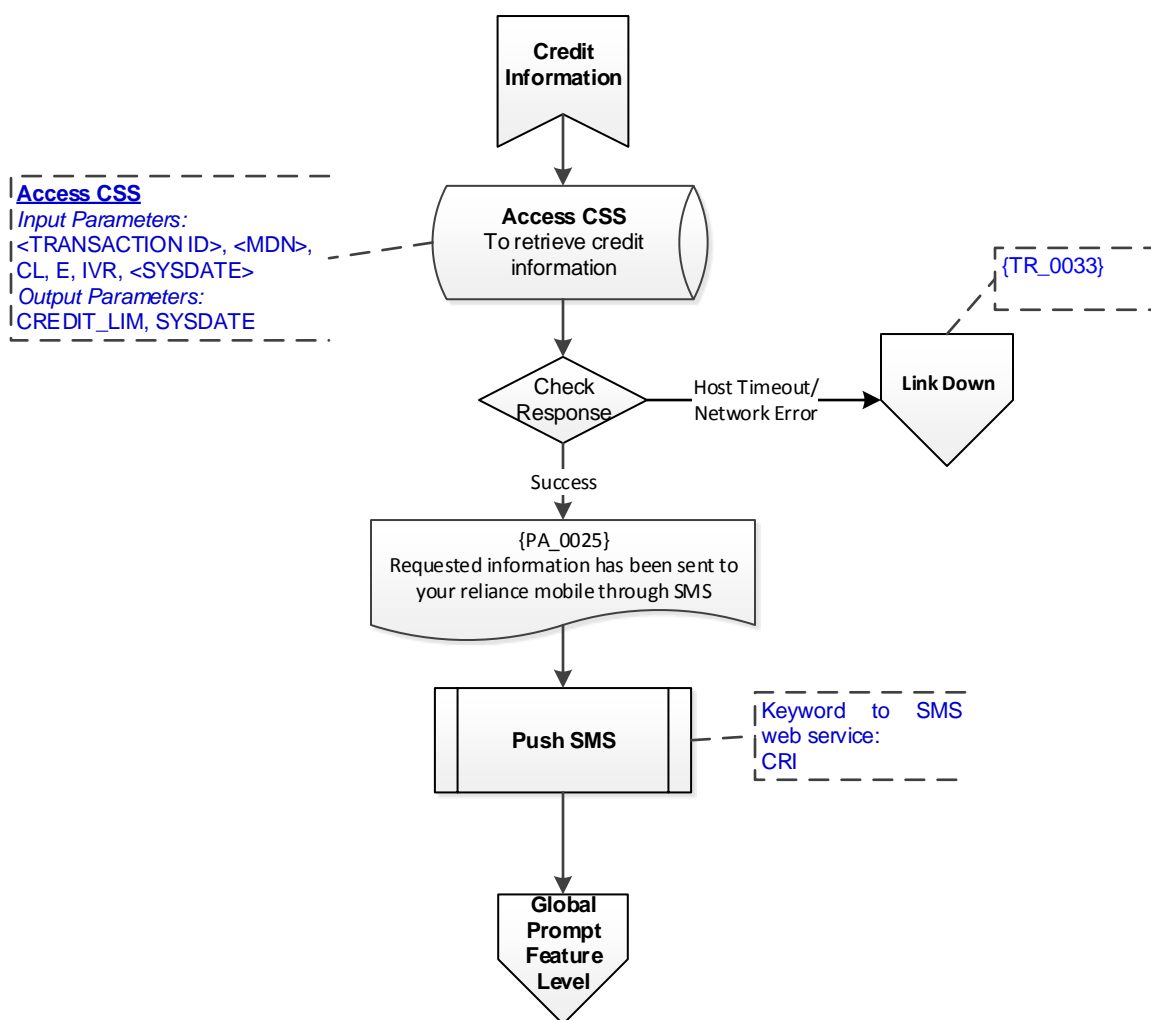 Credit
Information
Access CSS
Input Parameters:
<TRANSACTION ID>, <MDN>,
CL, E, IVR, <SYSDATE>
Output Parameters:
CREDIT_LIM, SYSDATE
Access CSS
To retrieve credit
information
{TR_0033}
Check
Response
Host Timeout/
Network Error
Link Down
Success
{PA_0025}
Requested information has been sent to
your reliance mobile through SMS
Push SMS
Keyword to SMS
web service:
CRI
Global
Prompt
Feature
Level